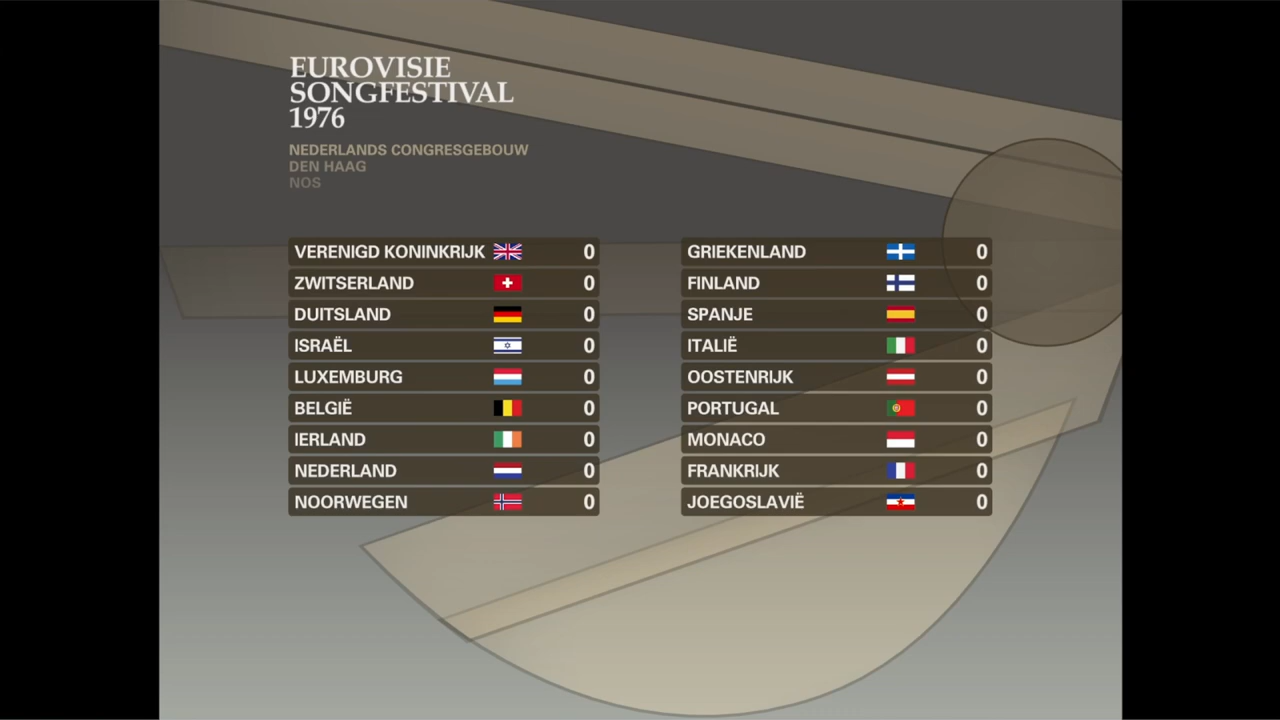 EUROVISIE
SONGFESTIVAL
1976
NEDERLANDS CONGRESGEBOUW
DEN HAAG
NOS
VERENIGD KONINKRIJK 0
ZWITSERLAND 0
DUITSLAND 0
ISRAËL 0
LUXEMBURG 0
BELGIË 0
IERLAND 0
NEDERLAND 0
NOORWEGEN 0
GRIEKENLAND 0
FINLAND 0
SPANJE 0
ITALIË 0
OOSTENRIJK 0
PORTUGAL 0
MONACO 0
FRANKRIJK 0
JOEGOSLAVIË 0